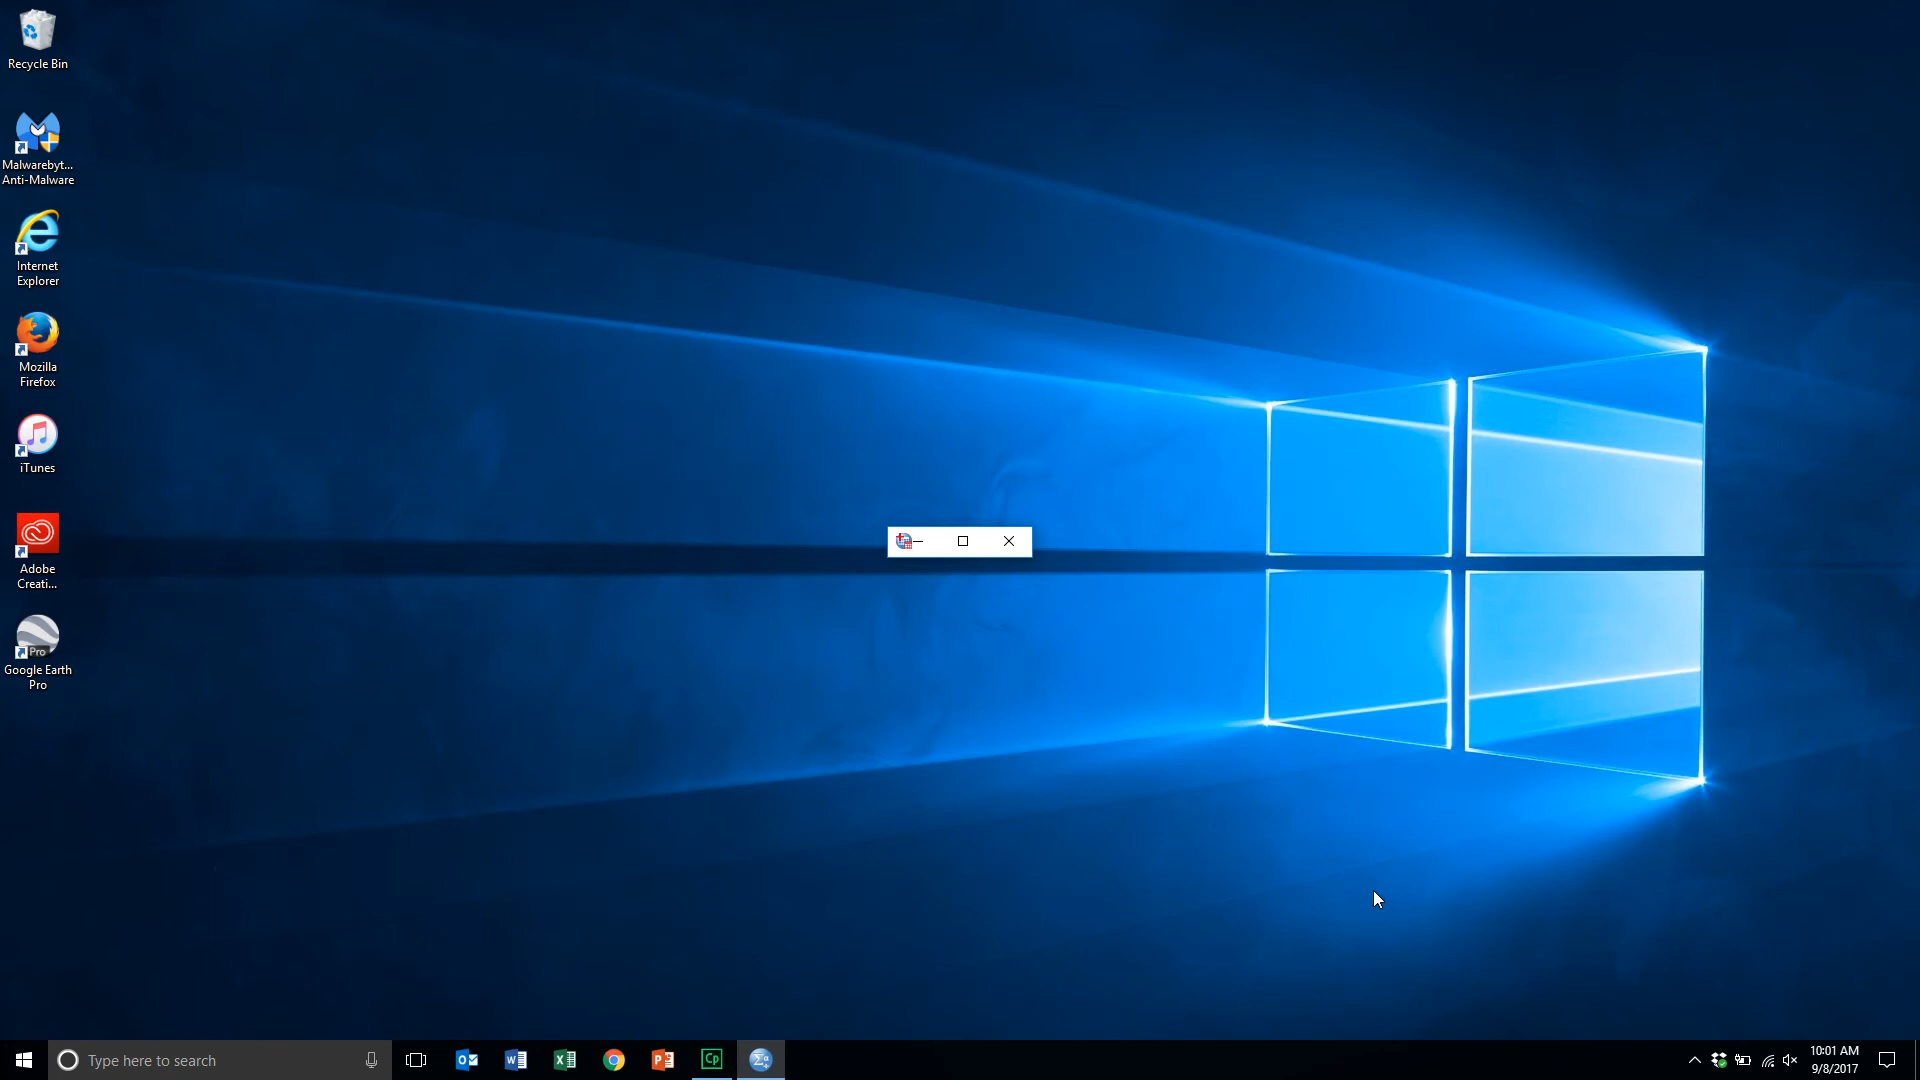 Recycle Bin
Malwarebyt...
Anti-Malware
Internet
Explorer
Mozilla
Firefox
iTunes
Adobe
Creati...
Pro
Google Earth
Pro
Type here to search
Cp
10:01 AM
9/8/2017